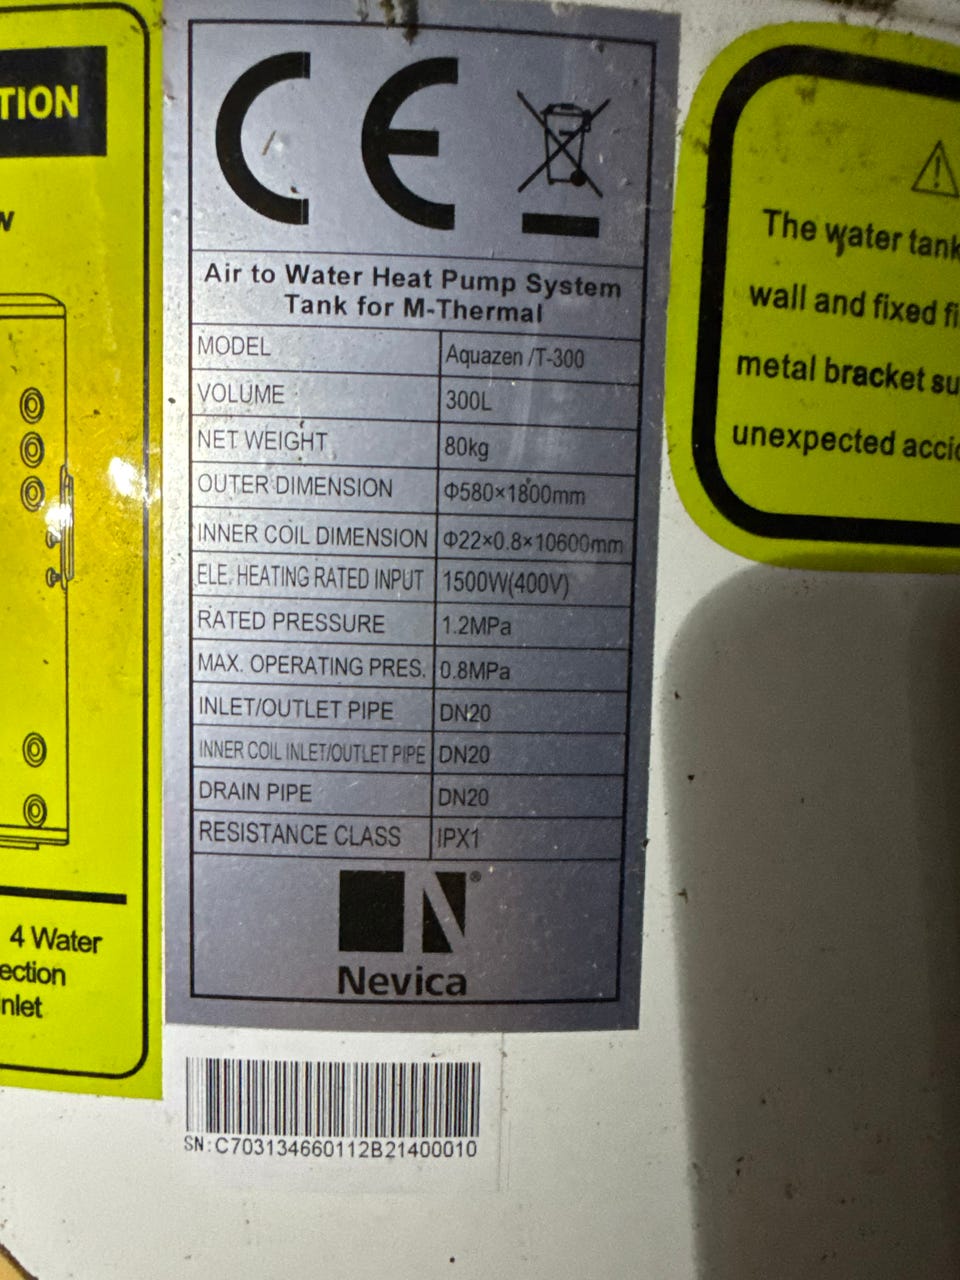 TION
w
4 Water
ection
nlet
CE
Air to Water Heat Pump System
Tank for M-Thermal
MODEL Aquazen /T-300
VOLUME 300L
NET WEIGHT 80kg
OUTER DIMENSION Φ580×1800mm
INNER COIL DIMENSION Φ22×0.8×10600mm
ELE. HEATING RATED INPUT 1500W(400V)
RATED PRESSURE 1.2MPa
MAX. OPERATING PRES. 0.8MPa
INLET/OUTLET PIPE DN20
INNER COIL INLET/OUTLET PIPE DN20
DRAIN PIPE DN20
RESISTANCE CLASS IPX1
N®
Nevica
SN:C703134660112B21400010
The water tank
wall and fixed fi
metal bracket su
unexpected accid